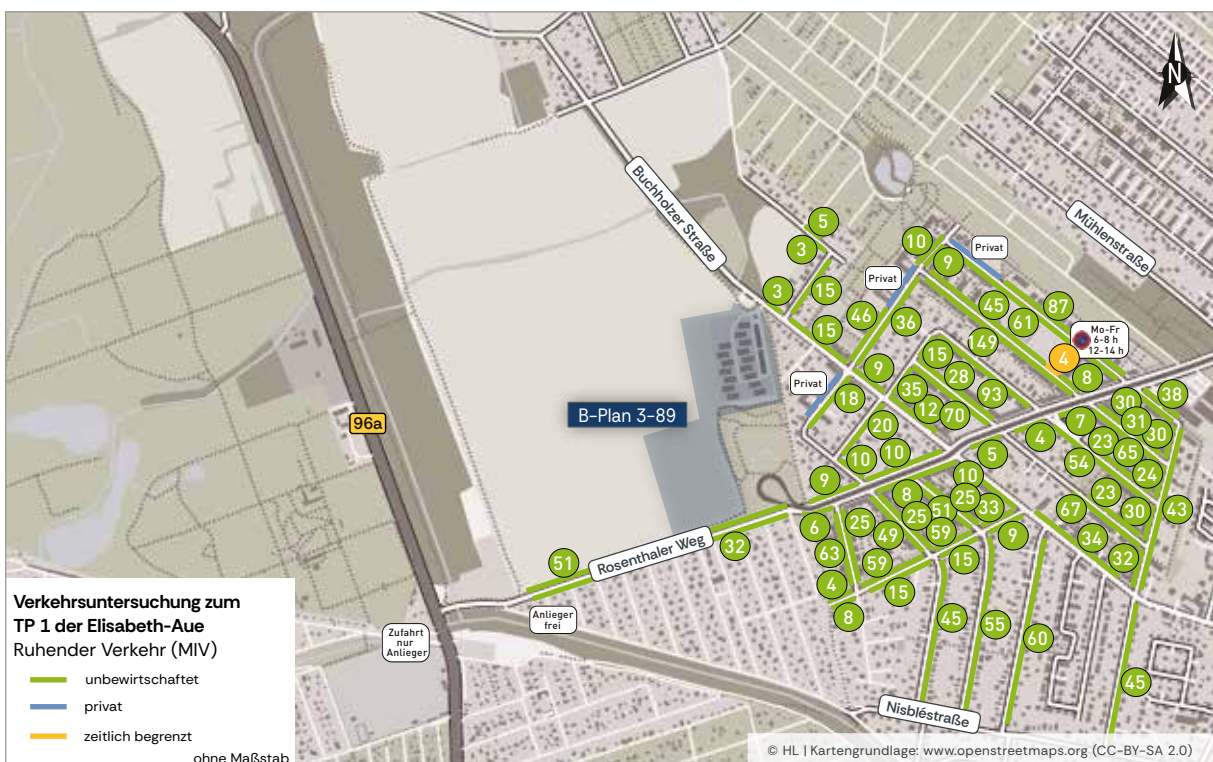 N
Buchholzer Straße
Mühlenstraße
5
3
3
15
15
10
9
Privat
Privat
46
36
45
61
87
Mo-Fr
6-8 h
12-14 h
149
4
8
15
28
93
9
35
12
70
Privat
18
20
10
10
9
38
30
31
30
7
23
65
24
4
54
23
30
43
67
34
32
5
10
8
25
33
51
25
59
9
6
25
49
63
59
4
15
15
8
B-Plan 3-89
96a
51
Rosenthaler Weg
32
Anlieger
frei
Zufahrt
nur
Anlieger
45
55
60
45
Nisbléstraße
Verkehrsuntersuchung zum
TP 1 der Elisabeth-Aue
Ruhender Verkehr (MIV)
unbewirtschaftet
privat
zeitlich begrenzt
ohne Maßstab
© HL | Kartengrundlage: www.openstreetmaps.org (CC-BY-SA 2.0)